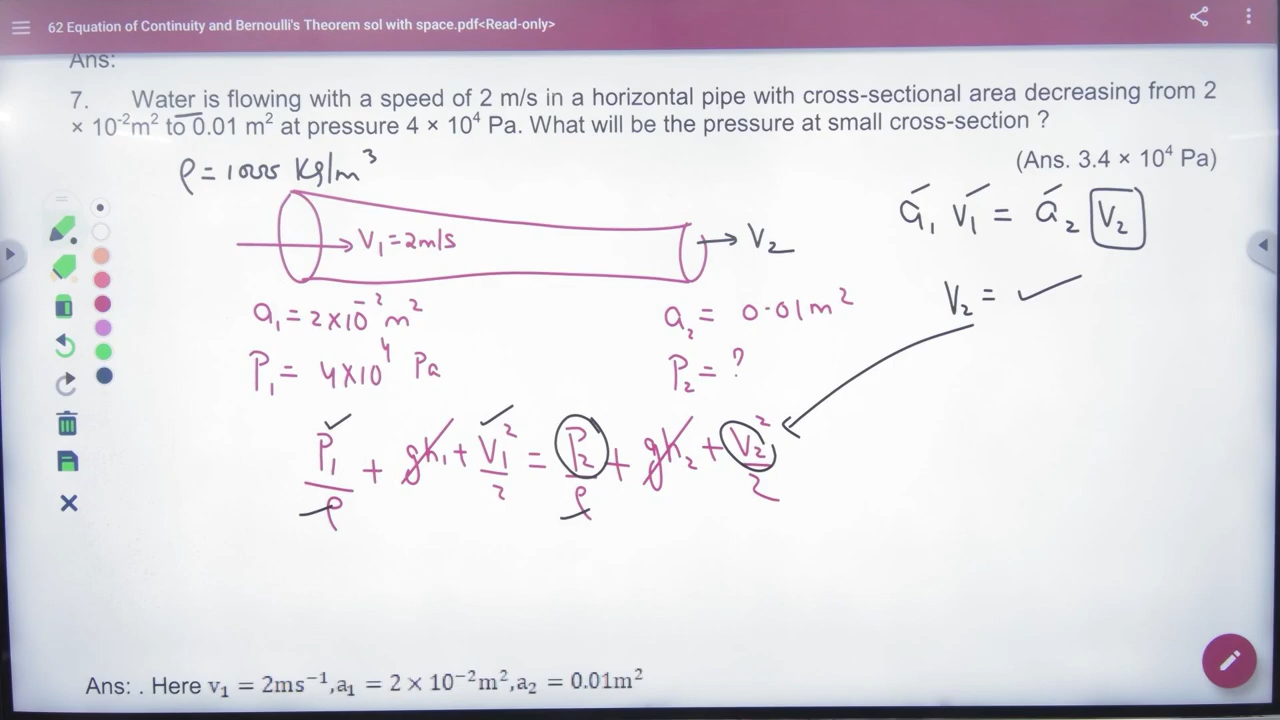 62 Equation of Continuity and Bernoulli's Theorem sol with space.pdf<Read-only>
Ans:
7. Water is flowing with a speed of 2 m/s in a horizontal pipe with cross-sectional area decreasing from 2
× 10⁻²m² to 0.01 m² at pressure 4 × 10⁴ Pa. What will be the pressure at small cross-section ?
(Ans. 3.4 × 10⁴ Pa)
ρ = 1000 Kg/m³
a₁ v₁ = a₂ V₂
V₁ = 2m/s
V₂
V₂ =
a₁ = 2×10⁻² m²
a₂ = 0.01m²
P₁ = 4×10⁴ Pa
P₂ = ?
P₁/ρ + gh₁ + V₁²/2 = P₂/ρ + gh₂ + V₂²/2
Ans: . Here v₁ = 2ms⁻¹,a₁ = 2 × 10⁻²m²,a₂ = 0.01m²